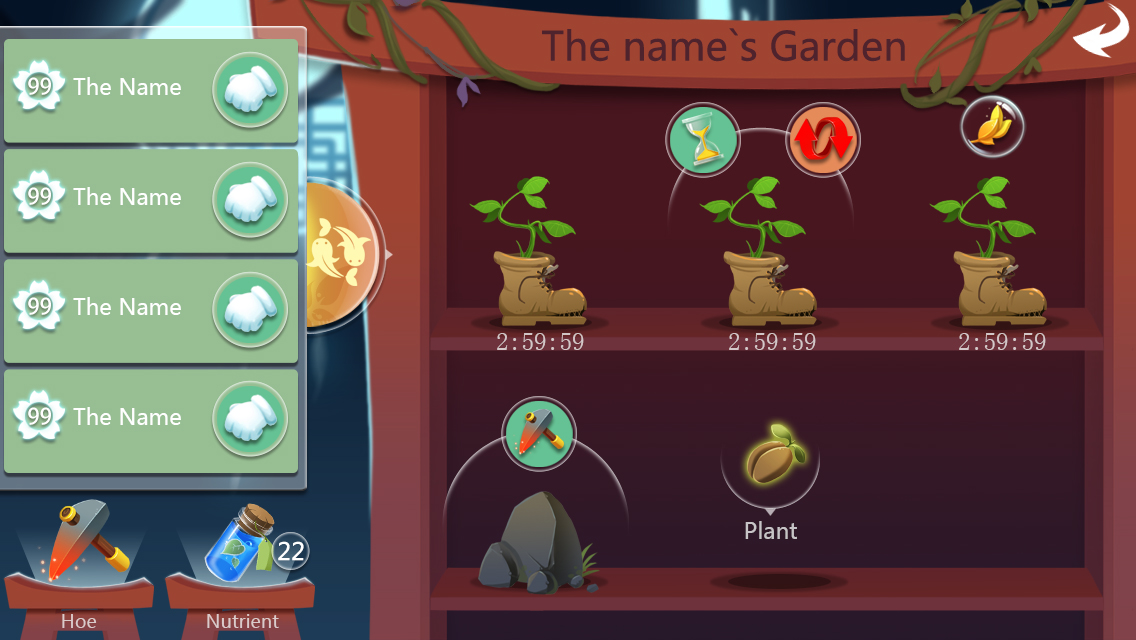 The name`s Garden
99 The Name
99 The Name
99 The Name
99 The Name
2:59:59 2:59:59 2:59:59
Plant
22
Hoe Nutrient